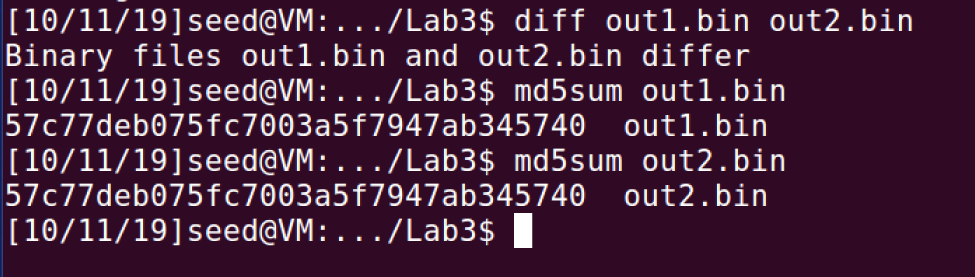 [10/11/19]seed@VM:.../Lab3$ diff out1.bin out2.bin
Binary files out1.bin and out2.bin differ
[10/11/19]seed@VM:.../Lab3$ md5sum out1.bin
57c77deb075fc7003a5f7947ab345740  out1.bin
[10/11/19]seed@VM:.../Lab3$ md5sum out2.bin
57c77deb075fc7003a5f7947ab345740  out2.bin
[10/11/19]seed@VM:.../Lab3$